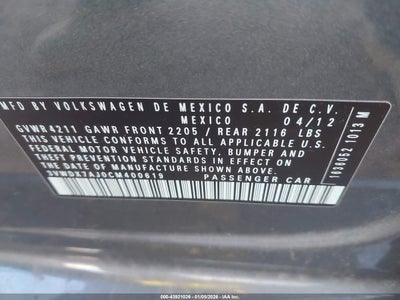 MFD BY VOLKSWAGEN DE MEXICO S.A. DE C.V.
MEXICO 04/12
GVWR 4211 GAWR FRONT 2205 / REAR 2116 LBS
THIS VEHICLE CONFORMS TO ALL APPLICABLE U.S.
FEDERAL MOTOR VEHICLE SAFETY, BUMPER AND
THEFT PREVENTION STANDARDS IN EFFECT ON
THE DATE OF MANUFACTURE SHOWN ABOVE.
3VWDX7AJ0CM400619 PASSENGER CAR
1636052 1013 M
000-43921026 - 01/05/2026 - IAA Inc.